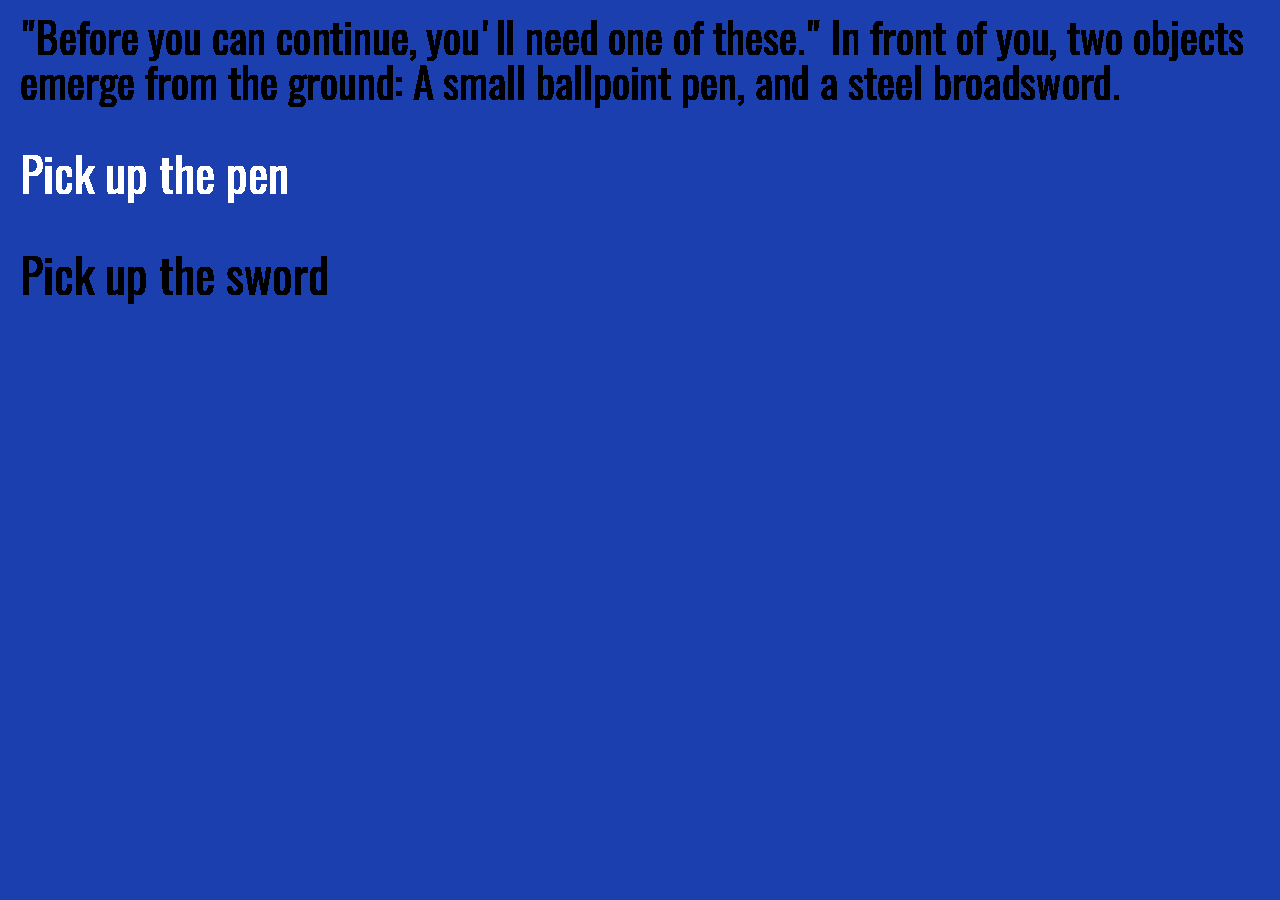 "Before you can continue, you'll need one of these." In front of you, two objects
emerge from the ground: A small ballpoint pen, and a steel broadsword.
Pick up the pen
Pick up the sword